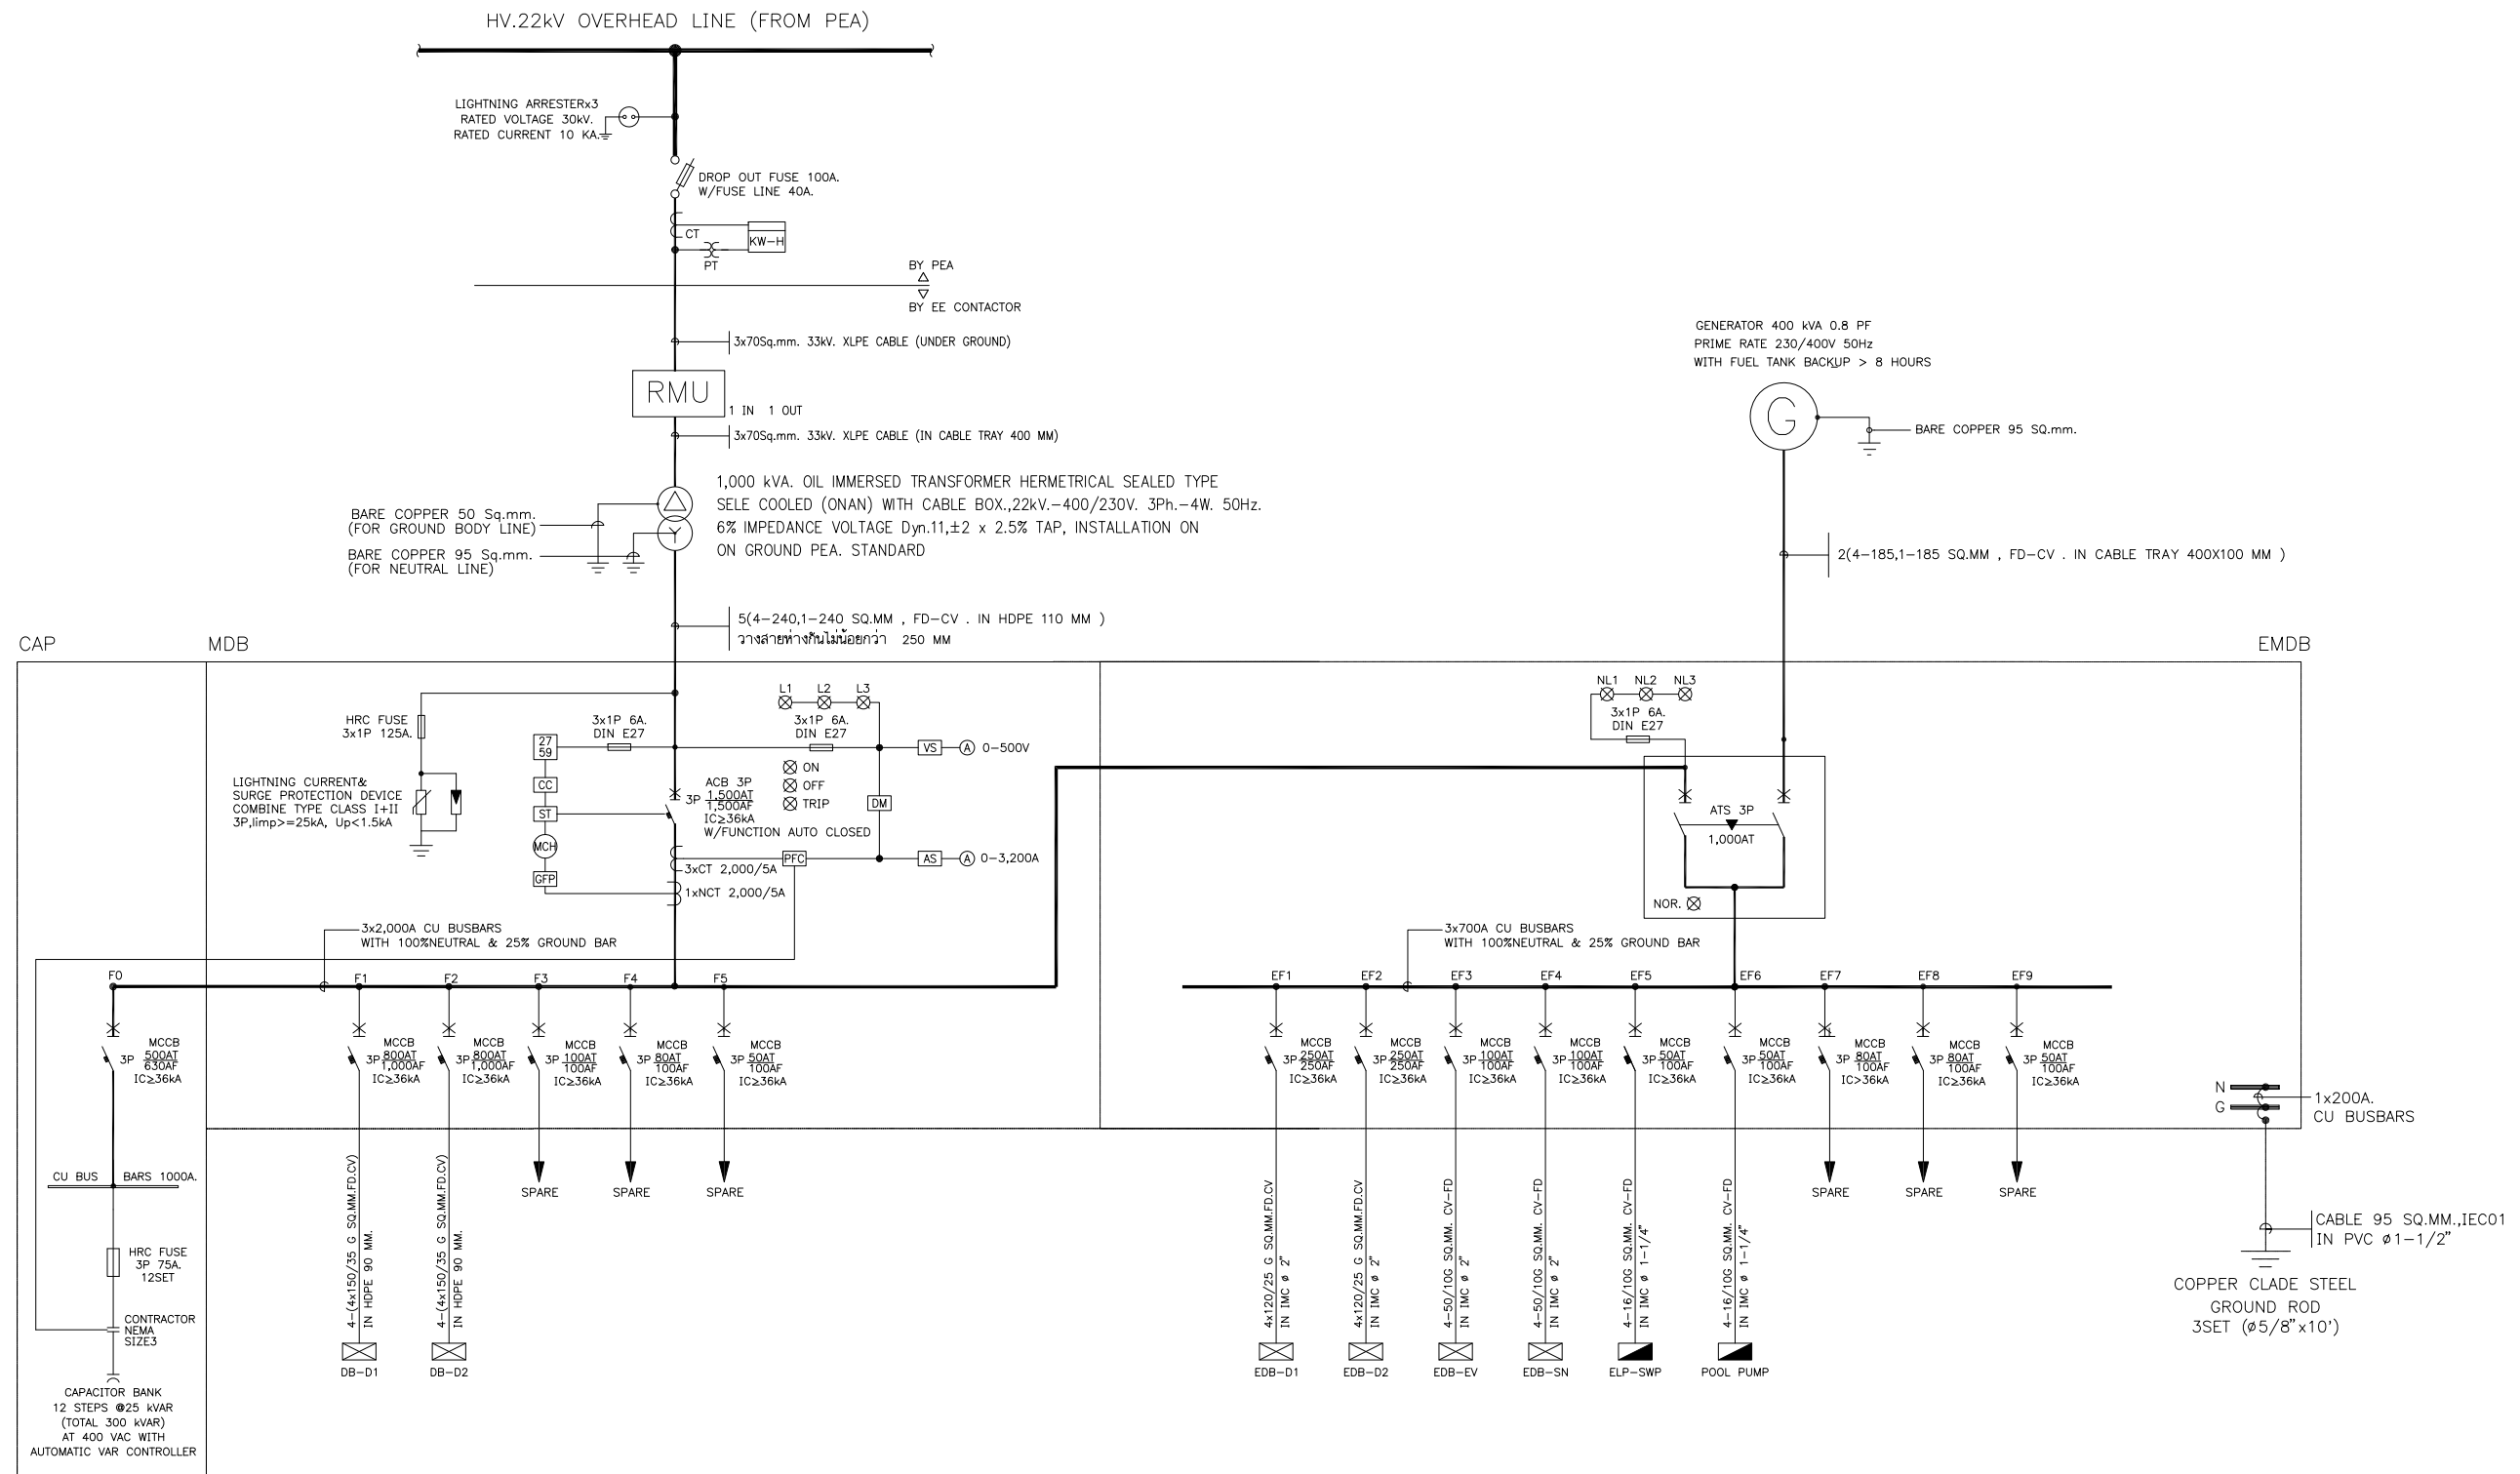 HV.22kV OVERHEAD LINE (FROM PEA)
LIGHTNING ARRESTERx3
RATED VOLTAGE 30kV.
RATED CURRENT 10 KA.
DROP OUT FUSE 100A.
W/FUSE LINE 40A.
CT
KW-H
PT
BY PEA
BY EE CONTACTOR
3x70Sq.mm. 33kV. XLPE CABLE (UNDER GROUND)
RMU
1 IN 1 OUT
3x70Sq.mm. 33kV. XLPE CABLE (IN CABLE TRAY 400 MM)
1,000 kVA. OIL IMMERSED TRANSFORMER HERMETRICAL SEALED TYPE
SELE COOLED (ONAN) WITH CABLE BOX.,22kV.-400/230V. 3Ph.-4W. 50Hz.
6% IMPEDANCE VOLTAGE Dyn.11,±2 x 2.5% TAP, INSTALLATION ON
ON GROUND PEA. STANDARD
BARE COPPER 50 Sq.mm.
(FOR GROUND BODY LINE)
BARE COPPER 95 Sq.mm.
(FOR NEUTRAL LINE)
5(4-240,1-240 SQ.MM , FD-CV . IN HDPE 110 MM )
วางสายห่างกันไม่น้อยกว่า 250 MM
GENERATOR 400 kVA 0.8 PF
PRIME RATE 230/400V 50Hz
WITH FUEL TANK BACKUP > 8 HOURS
G
BARE COPPER 95 SQ.mm.
2(4-185,1-185 SQ.MM , FD-CV . IN CABLE TRAY 400X100 MM )
CAP
MDB
EMDB
HRC FUSE
3x1P 125A.
LIGHTNING CURRENT&
SURGE PROTECTION DEVICE
COMBINE TYPE CLASS I+II
3P,Iimp>=25kA, Up<1.5kA
27
59
CC
ST
MCH
GFP
3x1P 6A.
DIN E27
L1 L2 L3
3x1P 6A.
DIN E27
VS A 0-500V
ON
OFF
TRIP
DM
ACB 3P
3P 1,500AT
1,500AF
IC≥36kA
W/FUNCTION AUTO CLOSED
PFC
AS A 0-3,200A
3xCT 2,000/5A
1xNCT 2,000/5A
3x2,000A CU BUSBARS
WITH 100%NEUTRAL & 25% GROUND BAR
NL1 NL2 NL3
3x1P 6A.
DIN E27
ATS 3P
1,000AT
NOR.
3x700A CU BUSBARS
WITH 100%NEUTRAL & 25% GROUND BAR
F0
MCCB
3P 500AT
630AF
IC≥36kA
F1
MCCB
3P 800AT
1,000AF
IC≥36kA
F2
MCCB
3P 800AT
1,000AF
IC≥36kA
F3
MCCB
3P 100AT
100AF
IC≥36kA
F4
MCCB
3P 80AT
100AF
IC≥36kA
F5
MCCB
3P 50AT
100AF
IC≥36kA
EF1
MCCB
3P 250AT
250AF
IC≥36kA
EF2
MCCB
3P 250AT
250AF
IC≥36kA
EF3
MCCB
3P 100AT
100AF
IC≥36kA
EF4
MCCB
3P 100AT
100AF
IC≥36kA
EF5
MCCB
3P 50AT
100AF
IC≥36kA
EF6
MCCB
3P 50AT
100AF
IC≥36kA
EF7
MCCB
3P 80AT
100AF
IC>36kA
EF8
MCCB
3P 80AT
100AF
IC≥36kA
EF9
MCCB
3P 50AT
100AF
IC≥36kA
N
G
1x200A.
CU BUSBARS
CU BUS BARS 1000A.
HRC FUSE
3P 75A.
12SET
CONTRACTOR
NEMA
SIZE3
CAPACITOR BANK
12 STEPS @25 kVAR
(TOTAL 300 kVAR)
AT 400 VAC WITH
AUTOMATIC VAR CONTROLLER
4-(4x150/35 G SQ.MM.FD.CV)
IN HDPE 90 MM.
DB-D1
4-(4x150/35 G SQ.MM.FD.CV)
IN HDPE 90 MM.
DB-D2
SPARE
SPARE
SPARE
4x120/25 G SQ.MM.FD.CV
IN IMC ø 2"
EDB-D1
4x120/25 G SQ.MM.FD.CV
IN IMC ø 2"
EDB-D2
4-50/10G SQ.MM. CV-FD
IN IMC ø 2"
EDB-EV
4-50/10G SQ.MM. CV-FD
IN IMC ø 2"
EDB-SN
4-16/10G SQ.MM. CV-FD
IN IMC ø 1-1/4"
ELP-SWP
4-16/10G SQ.MM. CV-FD
IN IMC ø 1-1/4"
POOL PUMP
SPARE
SPARE
SPARE
CABLE 95 SQ.MM.,IEC01
IN PVC ø1-1/2"
COPPER CLADE STEEL
GROUND ROD
3SET (ø5/8"x10')